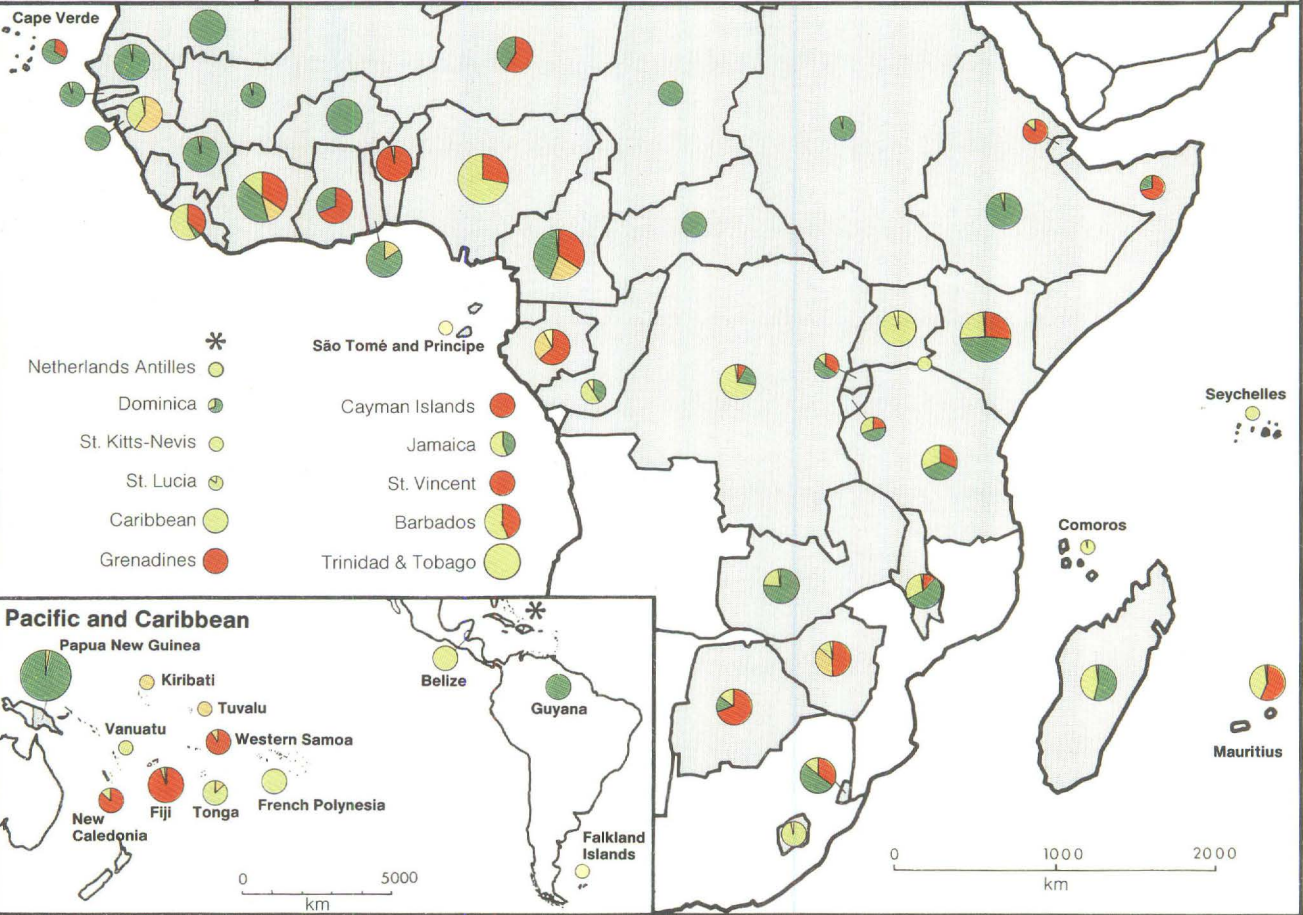 Cape Verde
*
São Tomé and Principe
Netherlands Antilles
Dominica
St. Kitts-Nevis
St. Lucia
Caribbean
Grenadines
Cayman Islands
Jamaica
St. Vincent
Barbados
Trinidad & Tobago
Seychelles
Comoros
Mauritius
0 1000 2000
km
Pacific and Caribbean
*
Papua New Guinea
Kiribati
Tuvalu
Vanuatu
Western Samoa
New
Caledonia
Fiji
Tonga
French Polynesia
Belize
Guyana
Falkland
Islands
0 5000
km